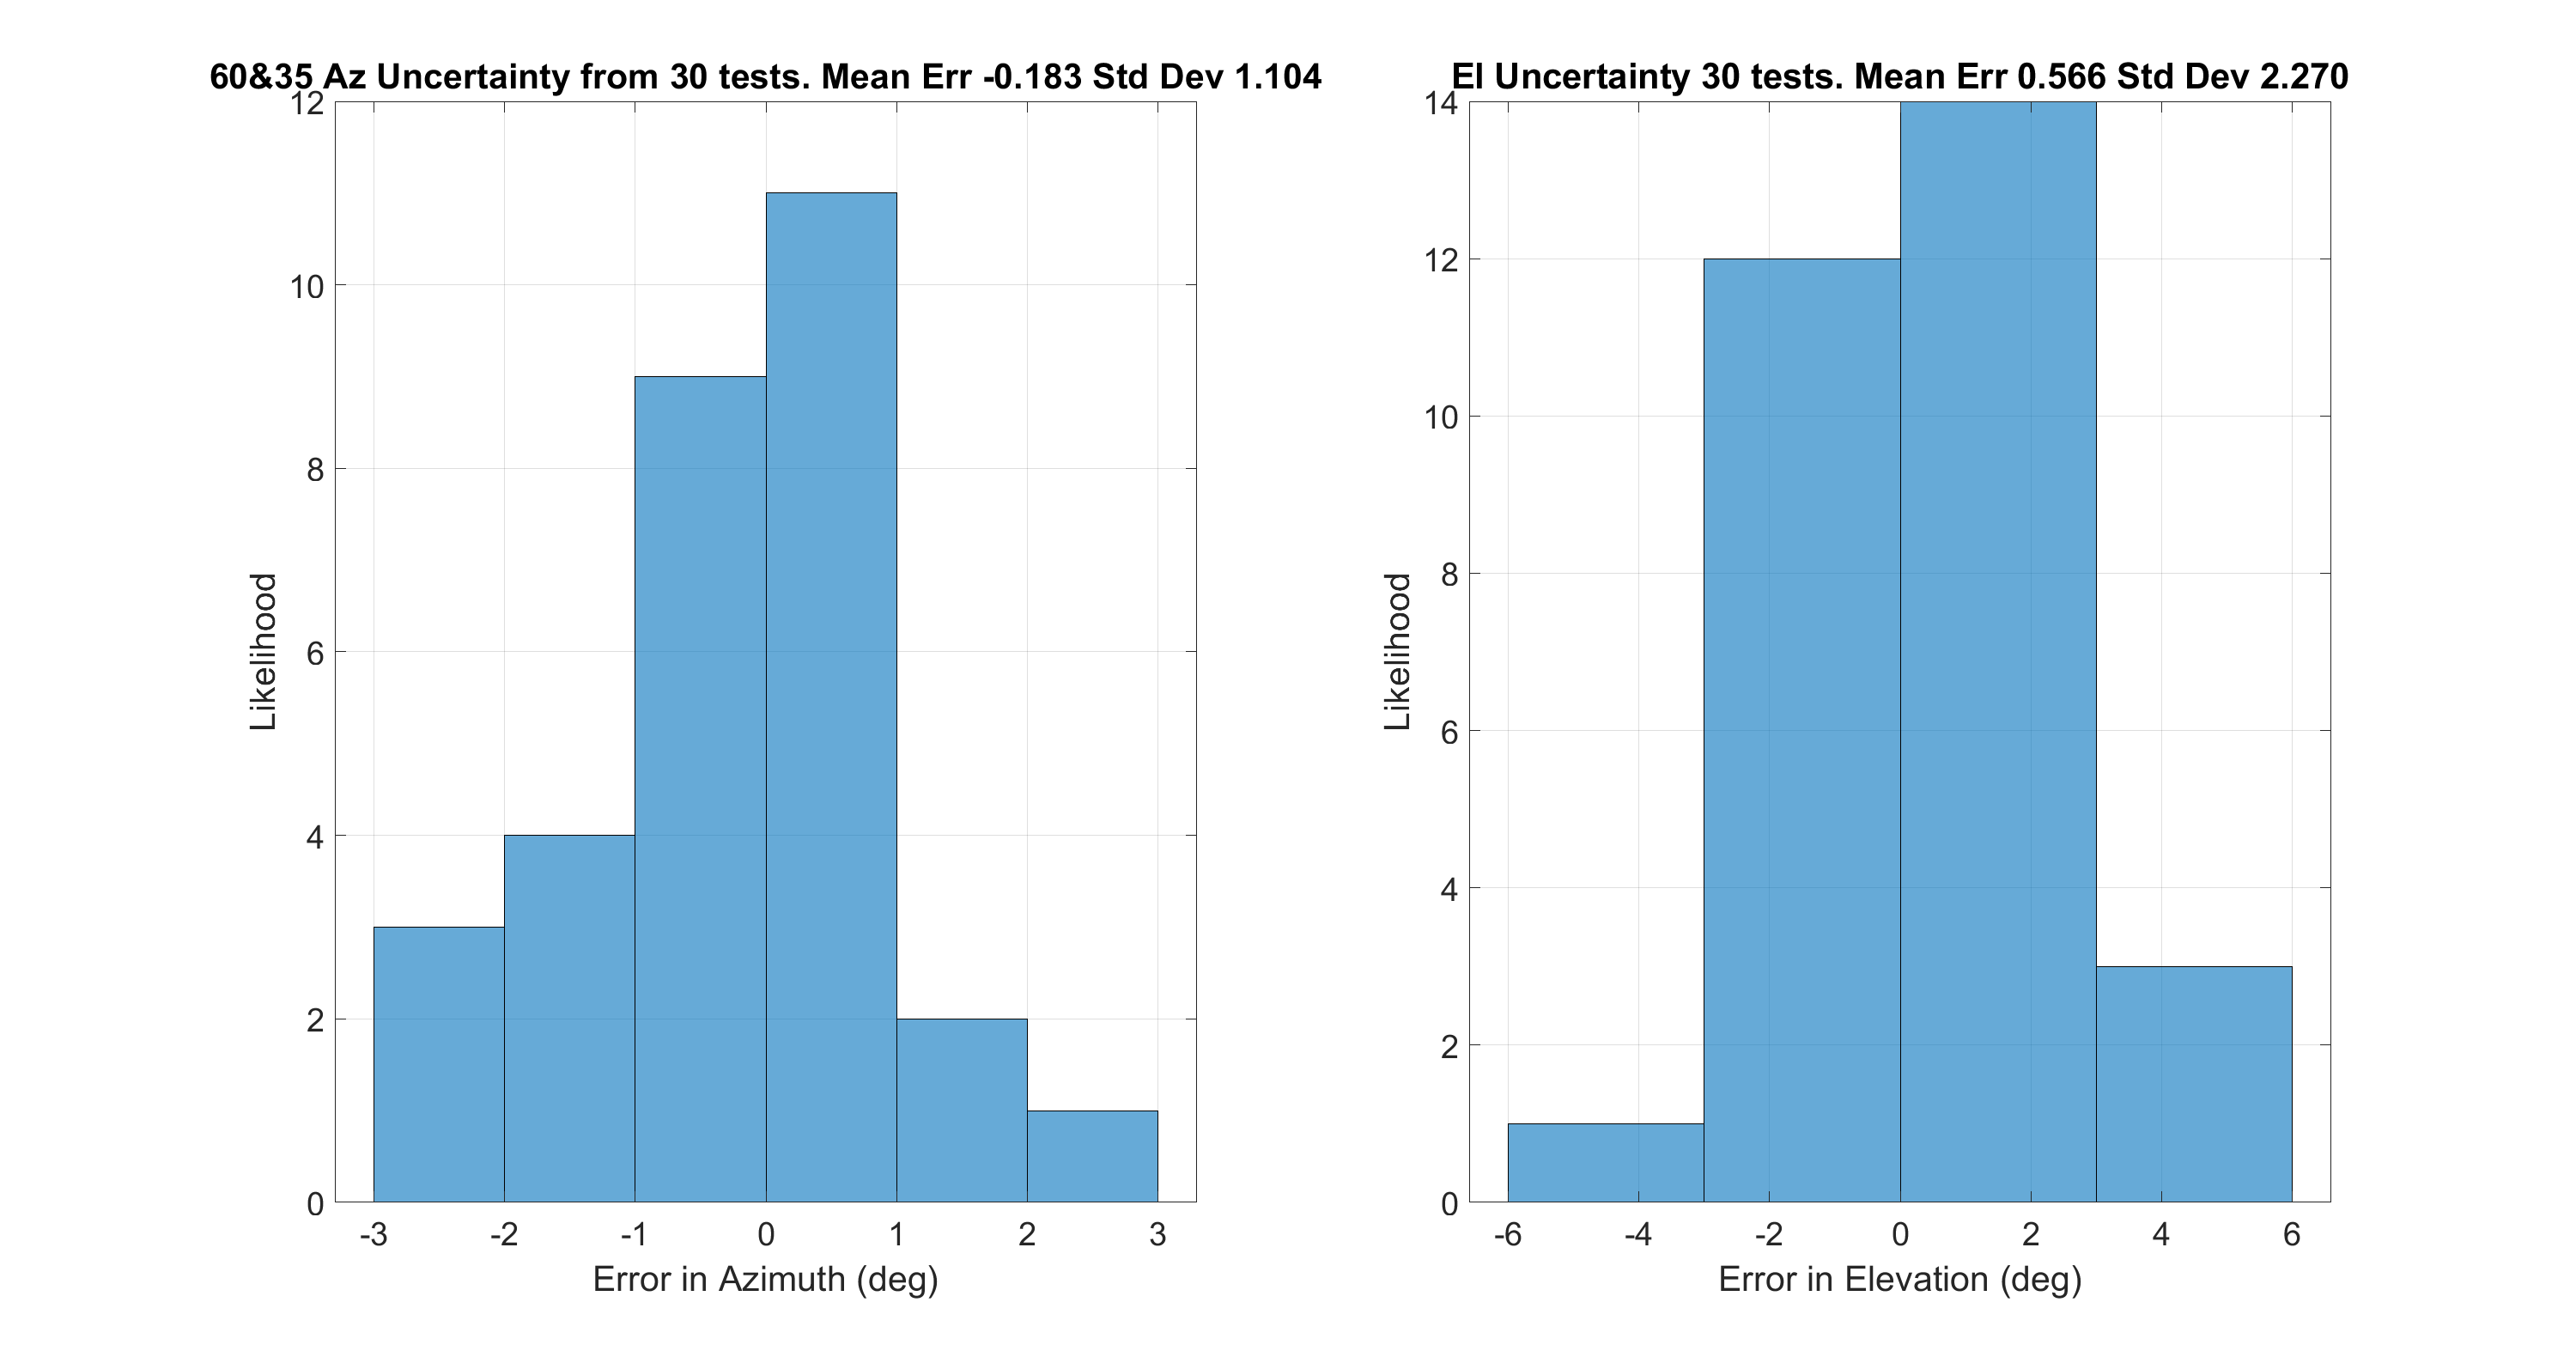 60&35 Az Uncertainty from 30 tests. Mean Err -0.183 Std Dev 1.104
12
10
8
6
4
2
0
Likelihood
-3 -2 -1 0 1 2 3
Error in Azimuth (deg)
El Uncertainty 30 tests. Mean Err 0.566 Std Dev 2.270
14
12
10
8
6
4
2
0
Likelihood
-6 -4 -2 0 2 4 6
Error in Elevation (deg)